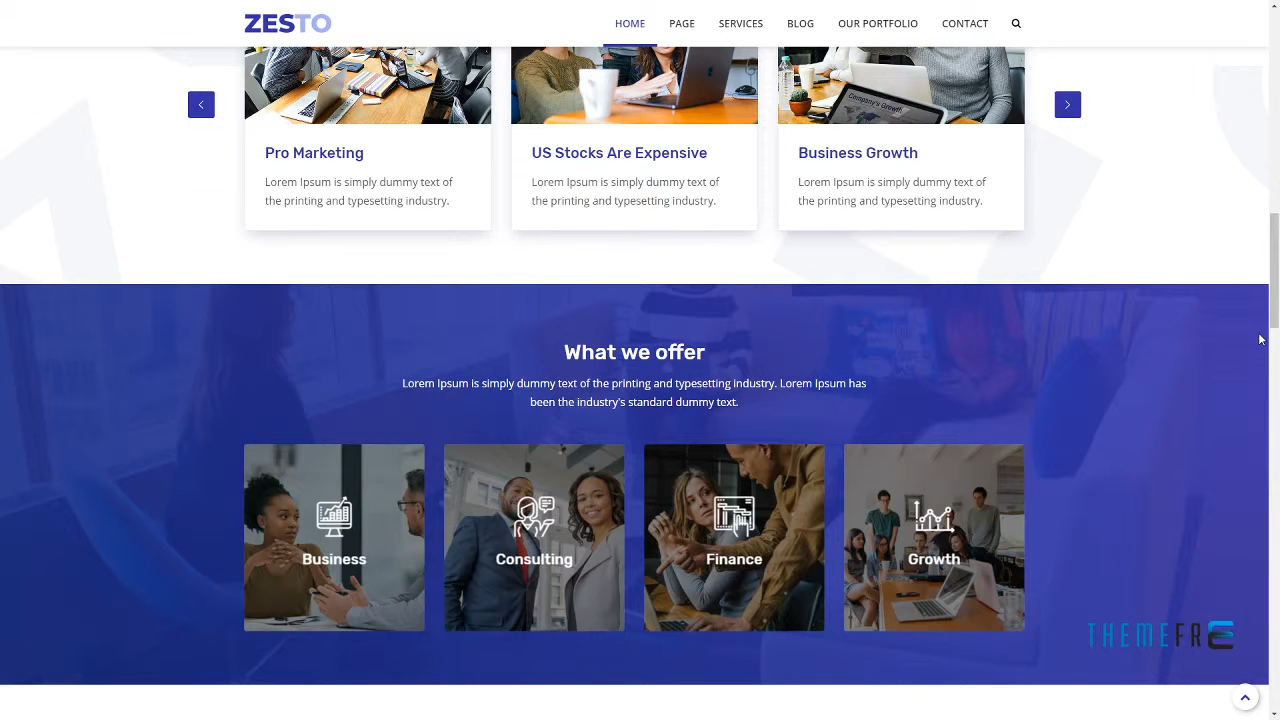 ZESTO
HOME PAGE SERVICES BLOG OUR PORTFOLIO CONTACT
Company's Growth
Pro Marketing
Lorem Ipsum is simply dummy text of
the printing and typesetting industry.
US Stocks Are Expensive
Lorem Ipsum is simply dummy text of
the printing and typesetting industry.
Business Growth
Lorem Ipsum is simply dummy text of
the printing and typesetting industry.
What we offer
Lorem Ipsum is simply dummy text of the printing and typesetting industry. Lorem Ipsum has
been the industry's standard dummy text.
Business
Consulting
Finance
Growth
THEMEFRE